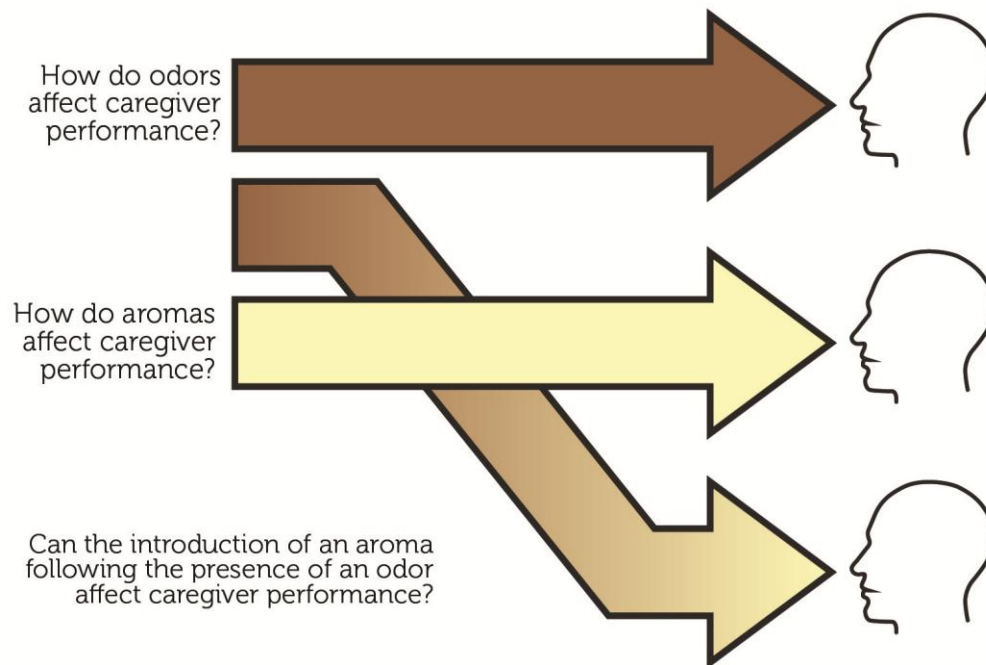 How do odors
affect caregiver
performance?
How do aromas
affect caregiver
performance?
Can the introduction of an aroma
following the presence of an odor
affect caregiver performance?